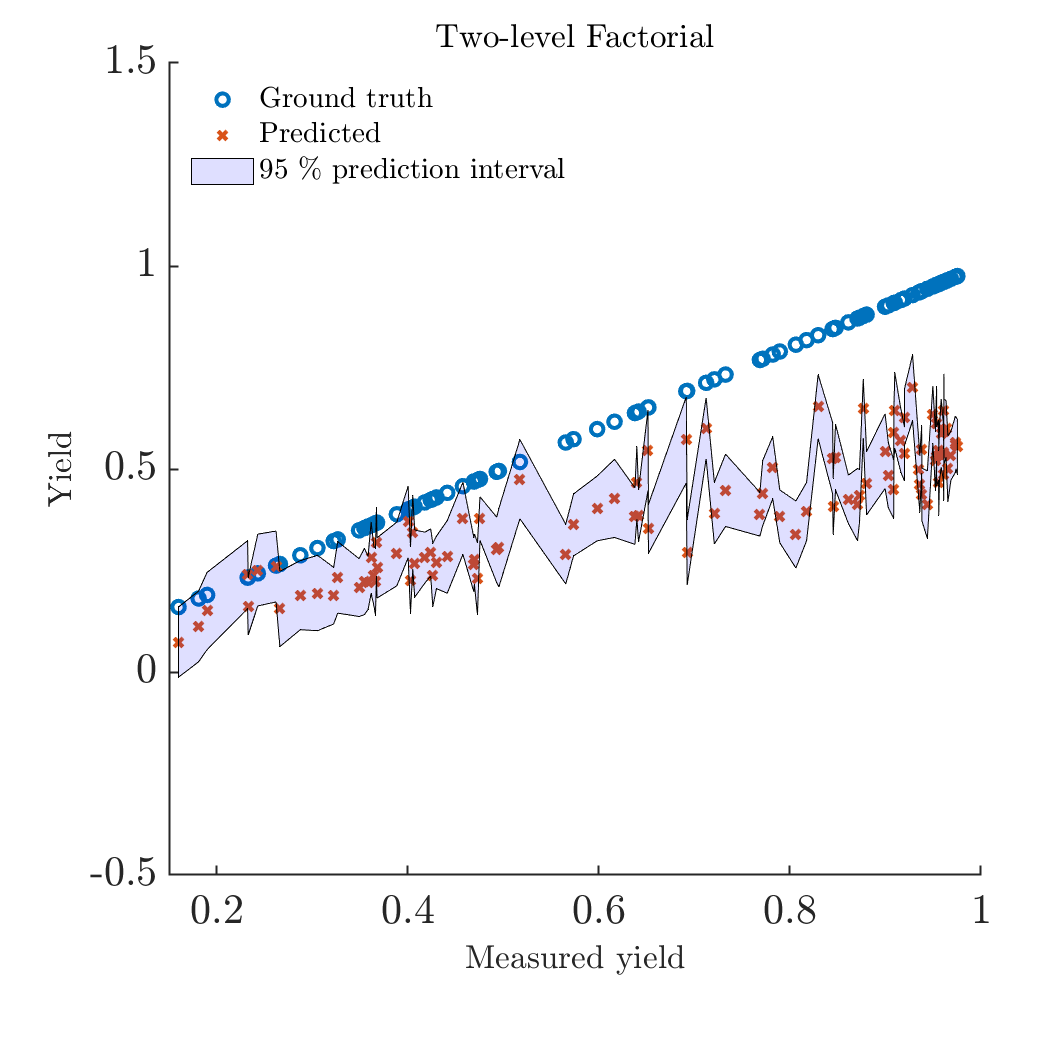 Two-level Factorial
1.5
Ground truth
Predicted
95 % prediction interval
1
0.5
0
-0.5
Yield
0.2 0.4 0.6 0.8 1
Measured yield